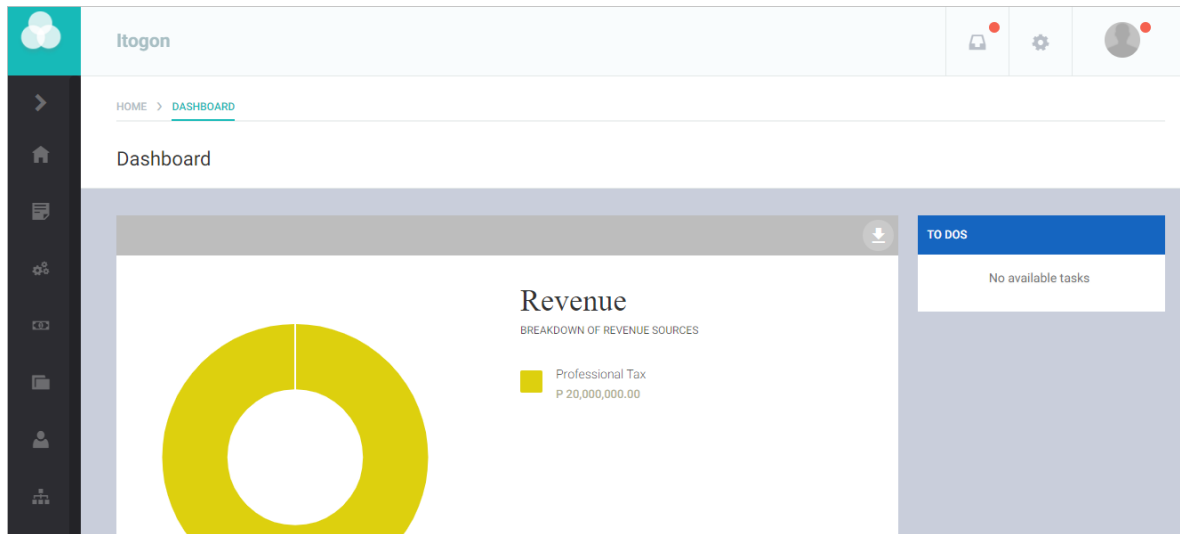 Itogon
HOME > DASHBOARD
Dashboard
TO DOS
No available tasks
Revenue
BREAKDOWN OF REVENUE SOURCES
Professional Tax
P 20,000,000.00